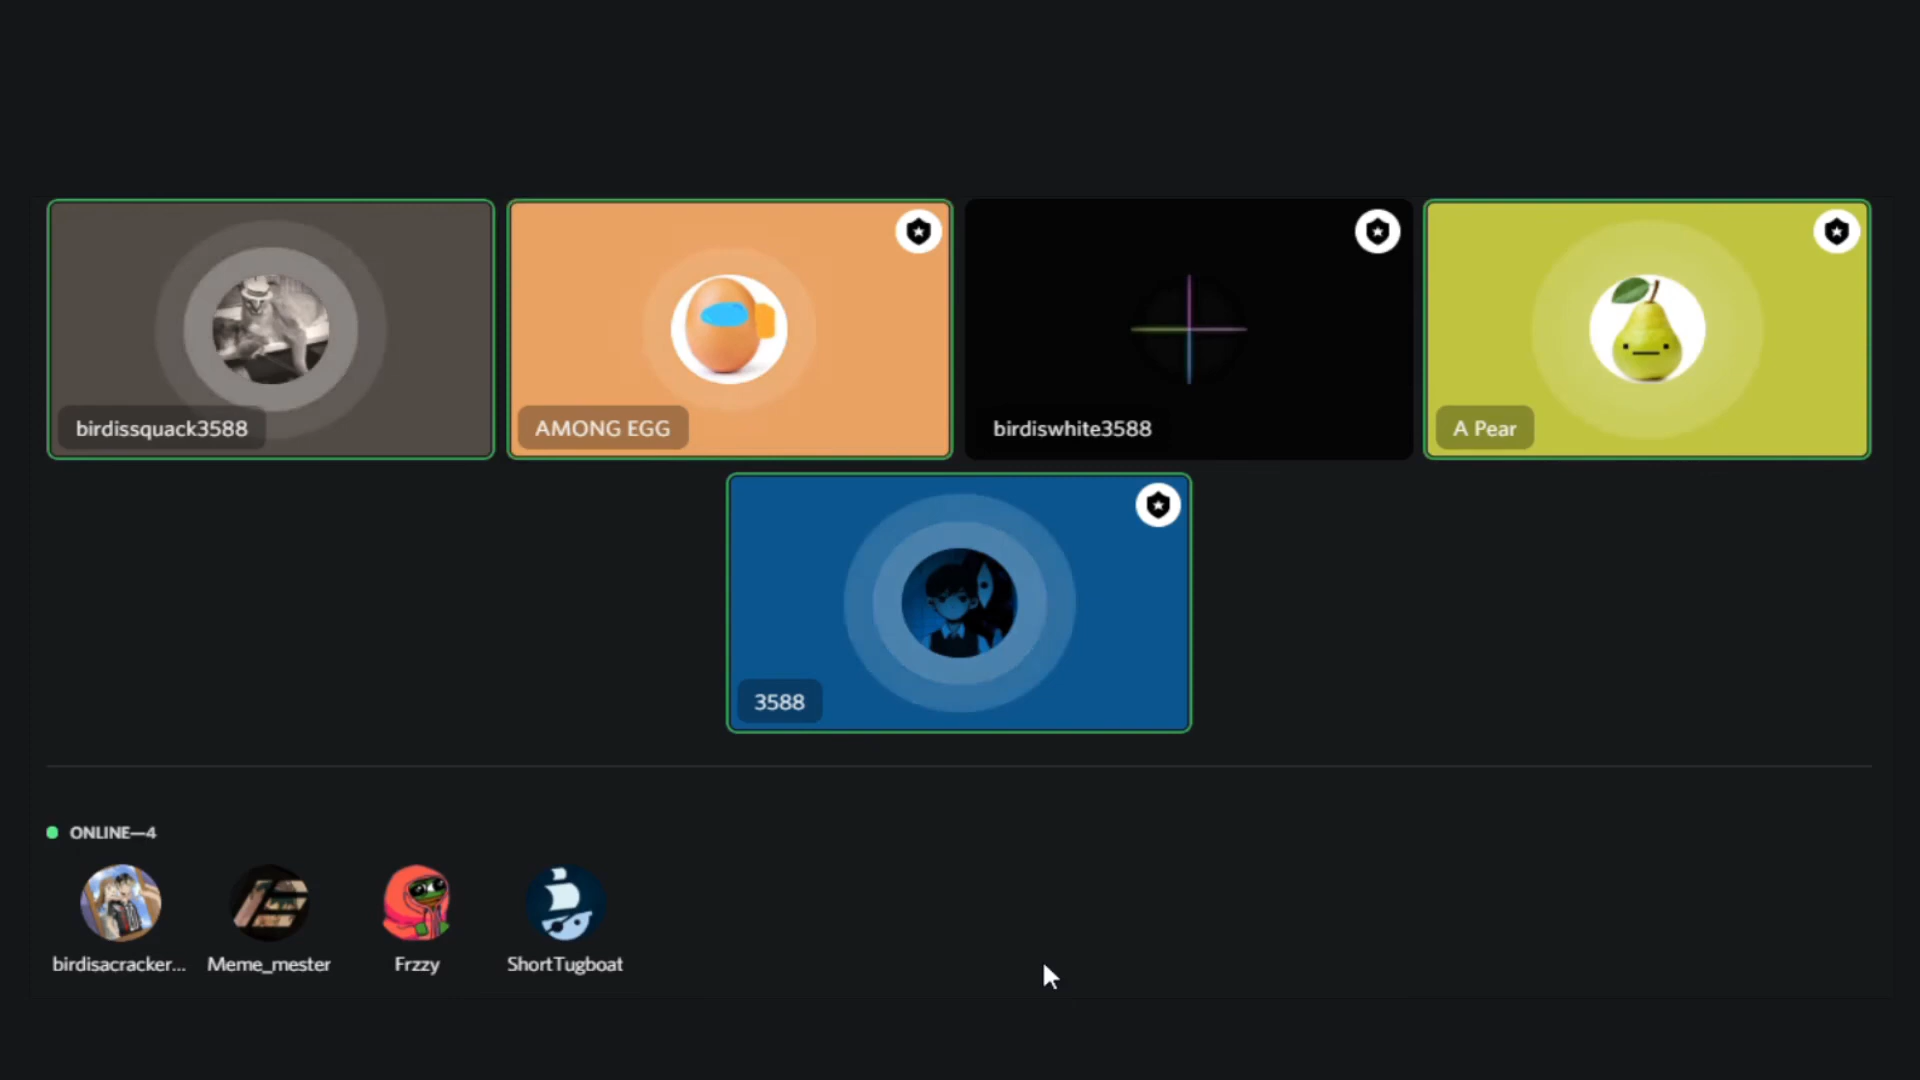 birdissquack3588
AMONG EGG
birdiswhite3588
A Pear
3588
ONLINE—4
birdisacracker...
Meme_mester
Frzzy
ShortTugboat